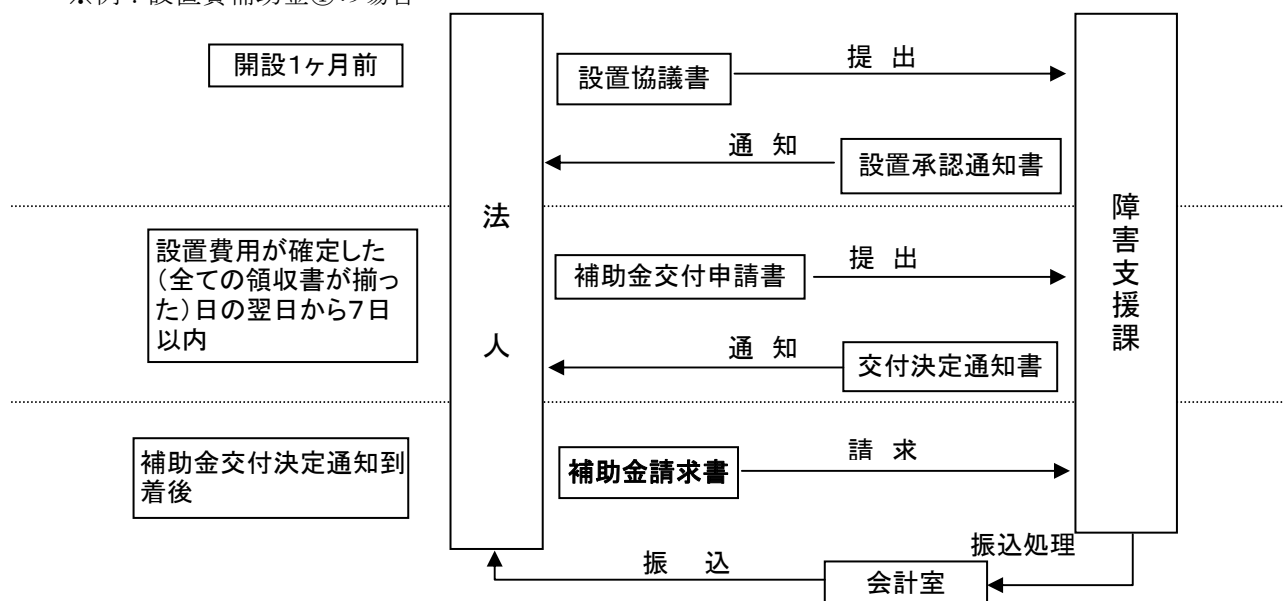 ※例：設置費補助金①の場合
開設1ヶ月前
設置協議書
提 出
通 知
設置承認通知書
法
人
障害支援課
設置費用が確定した
（全ての領収書が揃っ
た）日の翌日から7日
以内
補助金交付申請書
提 出
通 知
交付決定通知書
補助金交付決定通知到
着後
補助金請求書
請 求
振込処理
振 込
会計室